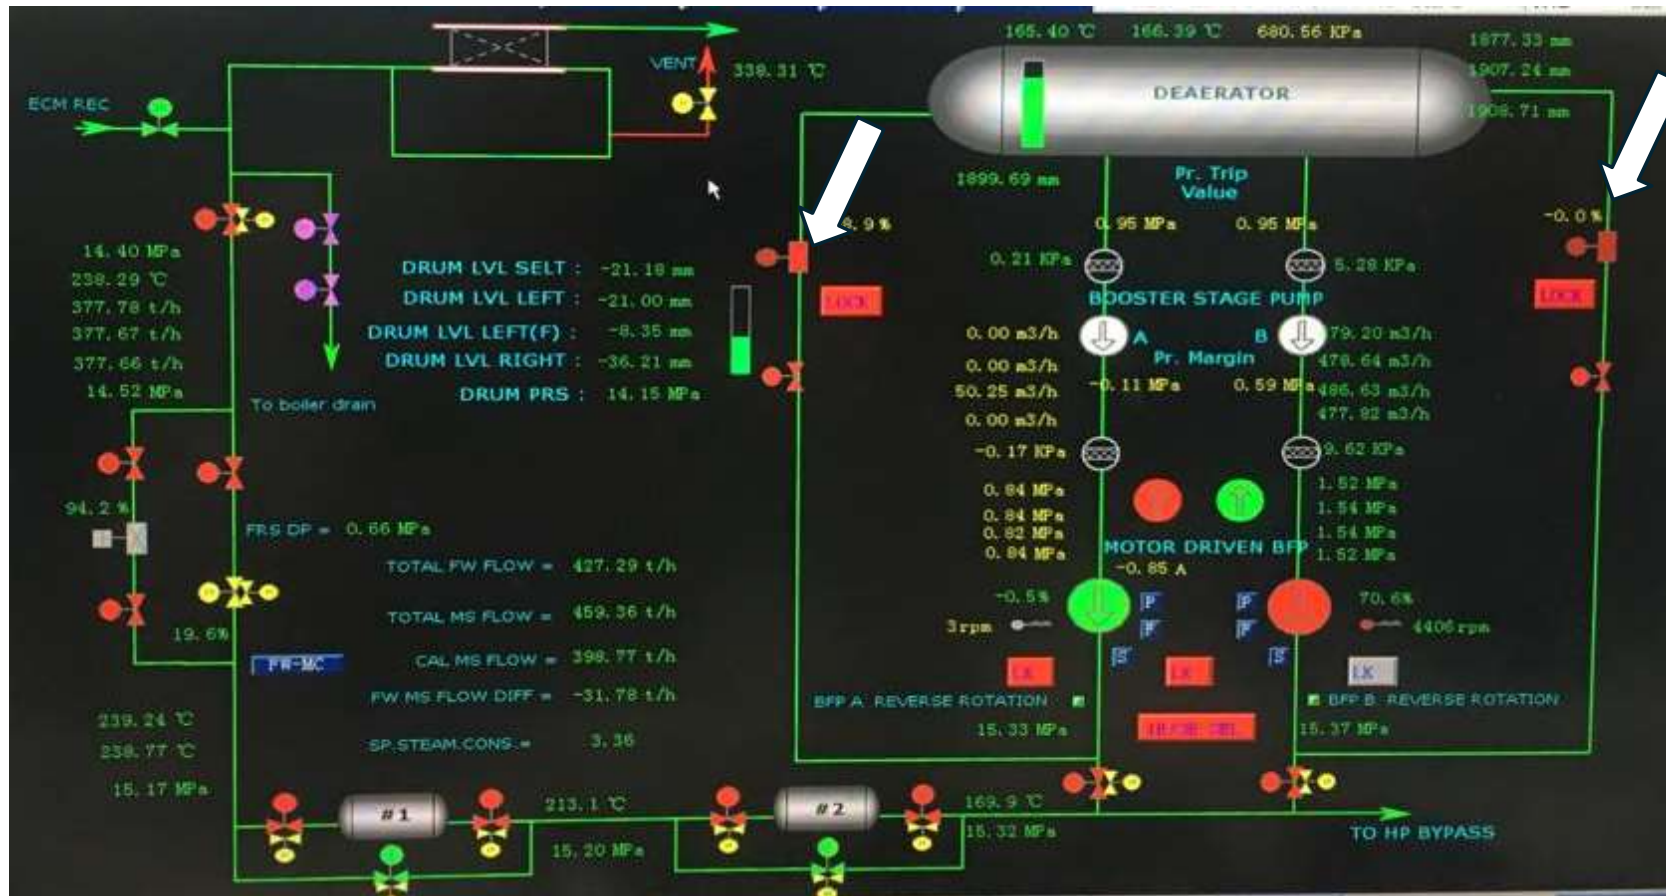 165.40 ℃ 166.39 ℃ 680.56 KPa
1877.33 mm
1907.24 mm
1908.71 mm
VENT
338.31 ℃
DEAERATOR
ECM REC
1899.69 mm
Pr. Trip
Value
8.9 %
0.95 MPa 0.95 MPa
-0.0 %
14.40 MPa
238.29 ℃
377.78 t/h
377.67 t/h
377.66 t/h
14.52 MPa
DRUM LVL SELT : -21.18 mm
DRUM LVL LEFT : -21.00 mm
DRUM LVL LEFT(F) : -8.35 mm
DRUM LVL RIGHT : -36.21 mm
DRUM PRS : 14.15 MPa
0.21 KPa
5.28 KPa
LOCK
LOCK
BOOSTER STAGE PUMP
A B
Pr. Margin
0.00 m3/h
0.00 m3/h
50.25 m3/h
0.00 m3/h
-0.11 MPa 0.59 MPa
79.20 m3/h
478.64 m3/h
486.63 m3/h
477.82 m3/h
To boiler drain
-0.17 KPa
9.62 KPa
94.2 %
0.84 MPa
0.84 MPa
0.82 MPa
0.84 MPa
1.52 MPa
1.54 MPa
1.54 MPa
1.52 MPa
FRS DP = 0.66 MPa
MOTOR DRIVEN BFP
-0.85 A
TOTAL FW FLOW = 427.29 t/h
TOTAL MS FLOW = 459.36 t/h
CAL MS FLOW = 398.77 t/h
FW MS FLOW DIFF = -31.78 t/h
SP.STEAM.CONS.= 3.36
-0.5%
3 rpm
P P
F F
S S
70.6%
4406 rpm
19.6%
FW-MC
LK LK LK
BFP A REVERSE ROTATION
BFP B REVERSE ROTATION
15.33 MPa
15.37 MPa
239.24 ℃
238.77 ℃
15.17 MPa
#1
213.1 ℃
15.20 MPa
#2
169.9 ℃
15.32 MPa
TO HP BYPASS